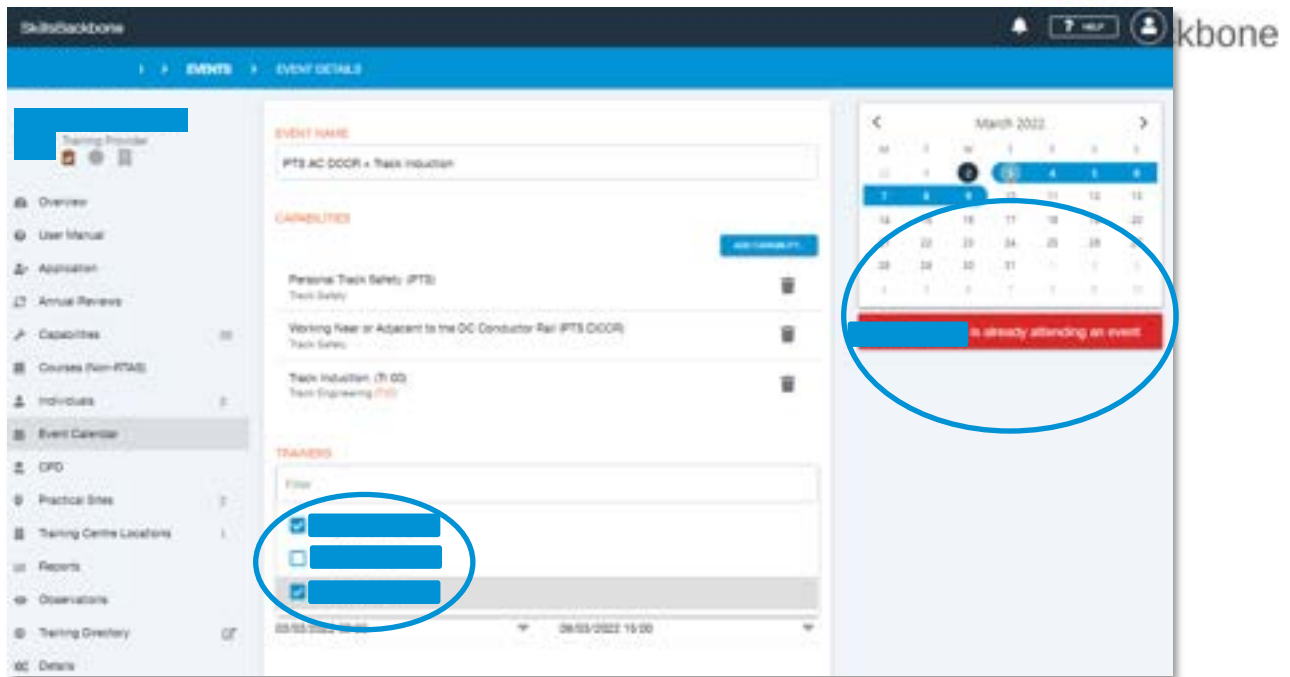 SkillsBackbone
? HELP
kbone
EVENTS
EVENT DETAILS
Training Provider
Overview
User Manual
Application
Annual Reviews
Capabilities
Courses (Non-RTAS)
Individuals
Event Calendar
CPD
Practical Sites
Training Centre Locations
Reports
Observations
Training Directory
Details
EVENT NAME
PTS AC DCCR + Track Induction
CAPABILITIES
ADD CAPABILITY
Personal Track Safety (PTS)
Track Safety
Working Near or Adjacent to the DC Conductor Rail (PTS DCCR)
Track Safety
Track Induction (TI 00)
Track Engineering
TRAINERS
Filter
09/03/2022 15:00
March 2022
M T W T F S S
1 2 3 4 5 6
7 8 9 10 11 12 13
14 16 17 18 20
22 23 24 25 26
28 29 30 31
is already attending an event